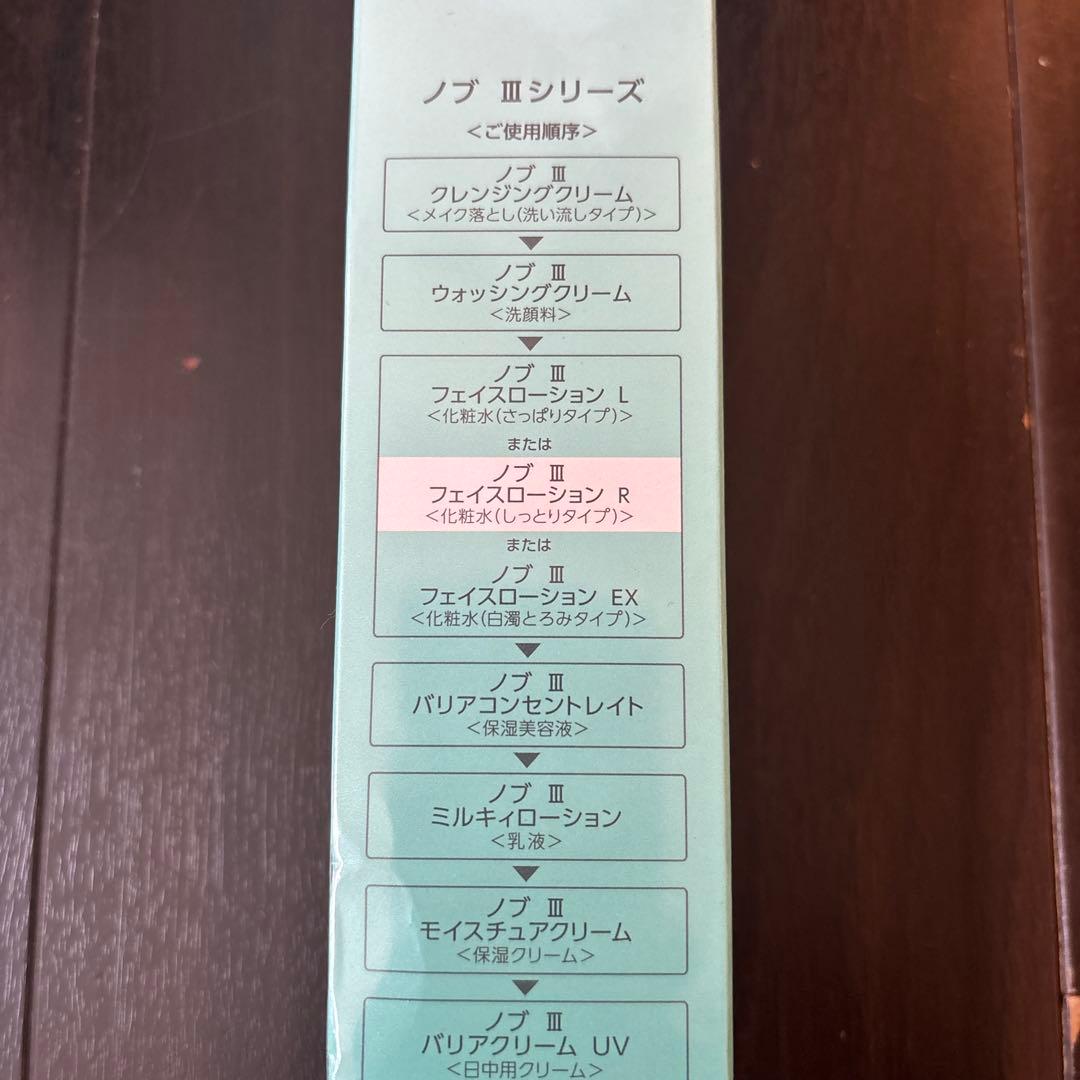 ノブ Ⅲシリーズ
＜ご使用順序＞
ノブ Ⅲ
クレンジングクリーム
＜メイク落とし(洗い流しタイプ)＞
ノブ Ⅲ
ウォッシングクリーム
＜洗顔料＞
ノブ Ⅲ
フェイスローション L
＜化粧水(さっぱりタイプ)＞
または
ノブ Ⅲ
フェイスローション R
＜化粧水(しっとりタイプ)＞
または
ノブ Ⅲ
フェイスローション EX
＜化粧水(白濁とろみタイプ)＞
ノブ Ⅲ
バリアコンセントレイト
＜保湿美容液＞
ノブ Ⅲ
ミルキィローション
＜乳液＞
ノブ Ⅲ
モイスチュアクリーム
＜保湿クリーム＞
ノブ Ⅲ
バリアクリーム UV
＜日中用クリーム＞